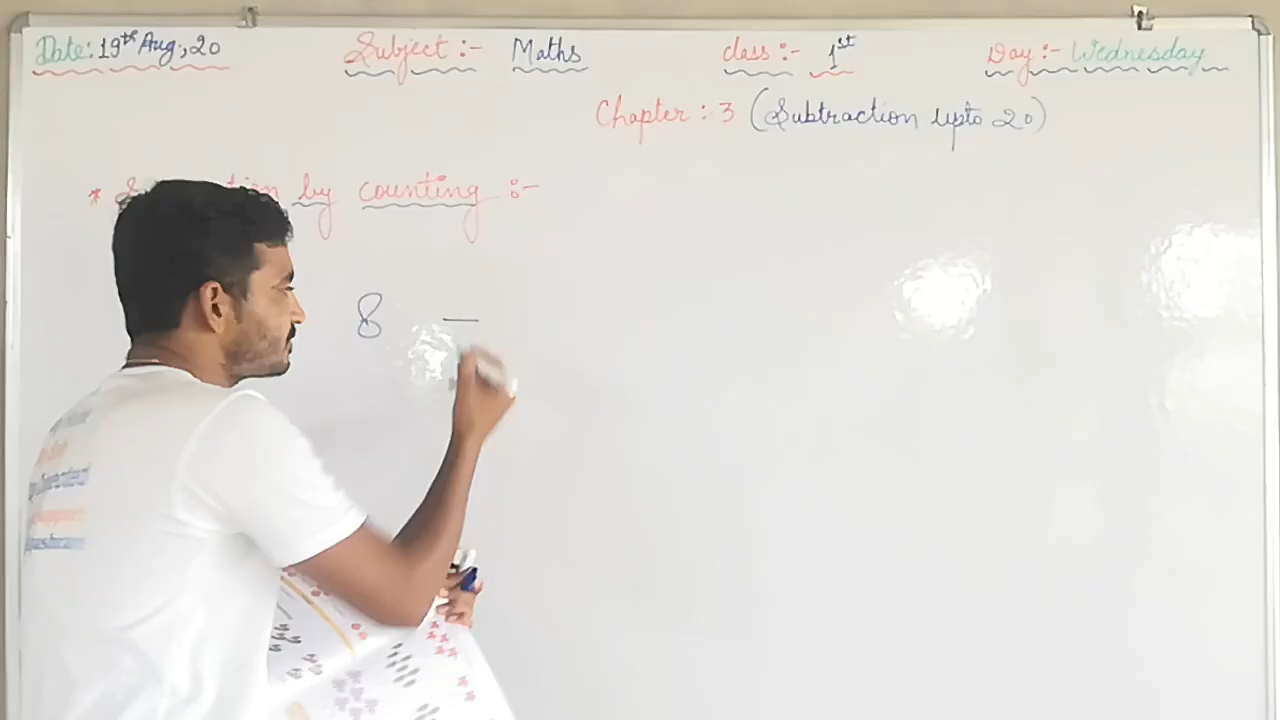 Date: 19th Aug, 20 Subject :- Maths class :- 1st Day :- Wednesday
Chapter : 3 (Subtraction upto 20)
* by counting :-
8 —